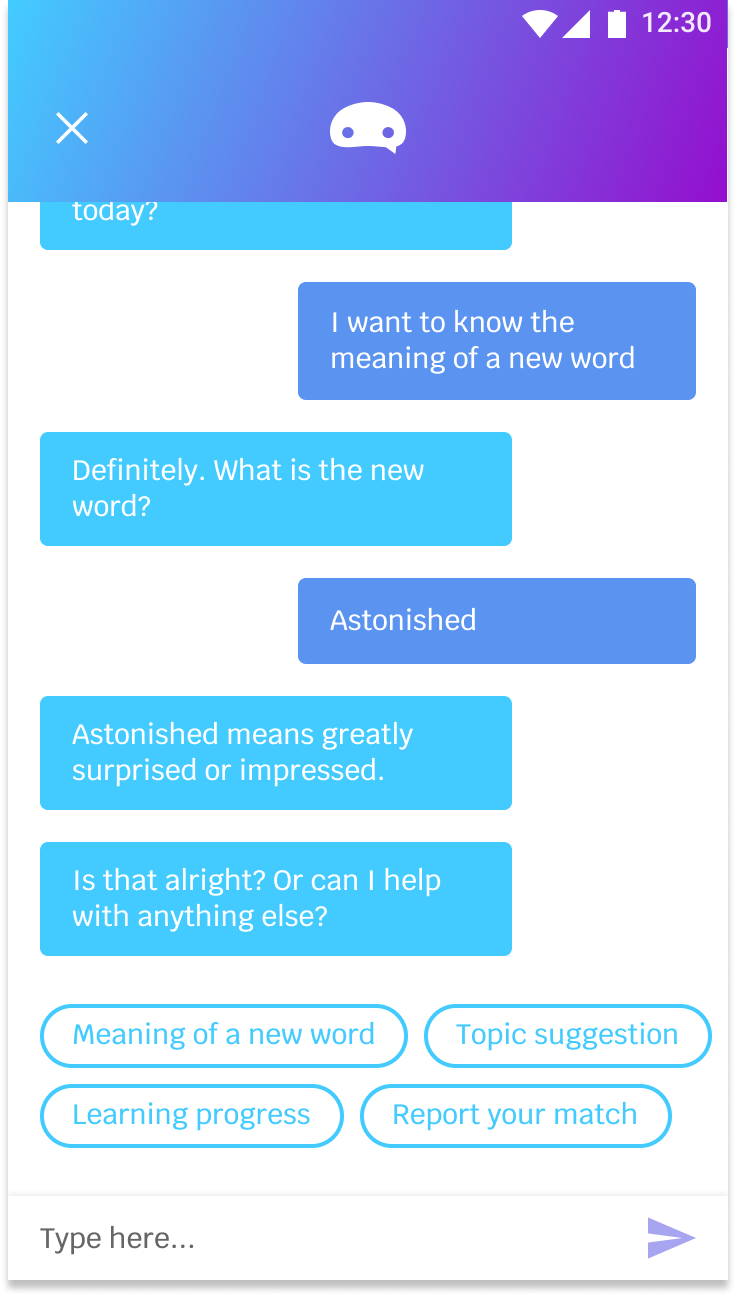 12:30
today?
I want to know the
meaning of a new word
Definitely. What is the new
word?
Astonished
Astonished means greatly
surprised or impressed.
Is that alright? Or can I help
with anything else?
Meaning of a new word
Topic suggestion
Learning progress
Report your match
Type here...